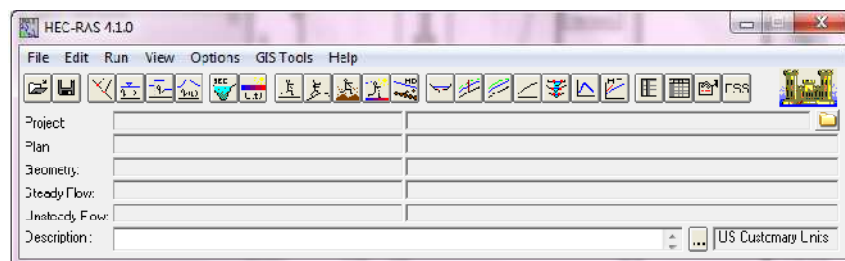 HEC-RAS 4.1.0
File Edit Run View Options GIS Tools Help
DSS
Project:
Plan:
Geometry:
Steady Flow:
Unsteady Flow:
Description :
... US Customary Units